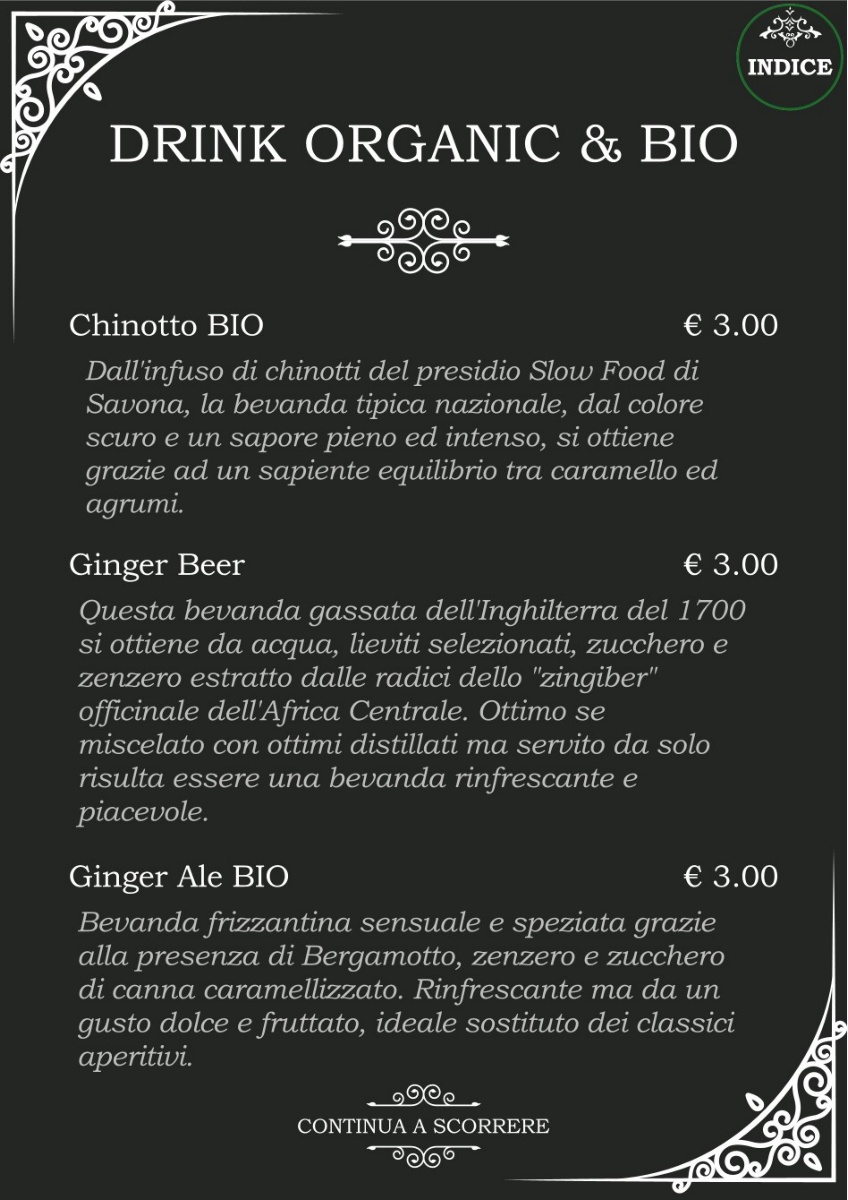 INDICE
DRINK ORGANIC & BIO
Chinotto BIO € 3.00
Dall'infuso di chinotti del presidio Slow Food di
Savona, la bevanda tipica nazionale, dal colore
scuro e un sapore pieno ed intenso, si ottiene
grazie ad un sapiente equilibrio tra caramello ed
agrumi.
Ginger Beer € 3.00
Questa bevanda gassata dell'Inghilterra del 1700
si ottiene da acqua, lieviti selezionati, zucchero e
zenzero estratto dalle radici dello "zingiber"
officinale dell'Africa Centrale. Ottimo se
miscelato con ottimi distillati ma servito da solo
risulta essere una bevanda rinfrescante e
piacevole.
Ginger Ale BIO € 3.00
Bevanda frizzantina sensuale e speziata grazie
alla presenza di Bergamotto, zenzero e zucchero
di canna caramellizzato. Rinfrescante ma da un
gusto dolce e fruttato, ideale sostituto dei classici
aperitivi.
CONTINUA A SCORRERE